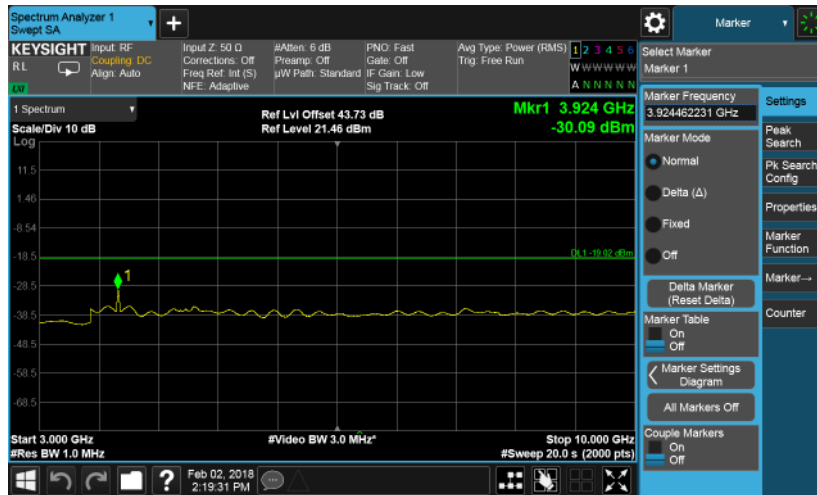 Spectrum Analyzer 1
Swept SA
+
Marker
KEYSIGHT
RL
LXI
Input: RF
Coupling: DC
Align: Auto
Input Z: 50 Ω
Corrections: Off
Freq Ref: Int (S)
NFE: Adaptive
#Atten: 6 dB
Preamp: Off
µW Path: Standard
PNO: Fast
Gate: Off
IF Gain: Low
Sig Track: Off
Avg Type: Power (RMS)
Trig: Free Run
1 2 3 4 5 6
W W W W W W
A N N N N N
1 Spectrum
Scale/Div 10 dB
Log
Ref Lvl Offset 43.73 dB
Ref Level 21.46 dBm
Mkr1 3.924 GHz
-30.09 dBm
11.5
1.46
-8.54
-18.5
-28.5
-38.5
-48.5
-58.5
-68.5
DL1 -19.02 dBm
1
Start 3.000 GHz
#Res BW 1.0 MHz
#Video BW 3.0 MHz*
Stop 10.000 GHz
#Sweep 20.0 s (2000 pts)
Select Marker
Marker 1
Marker Frequency
3.924462231 GHz
Marker Mode
Normal
Delta (Δ)
Fixed
Off
Delta Marker
(Reset Delta)
Marker Table
On
Off
Marker Settings
Diagram
All Markers Off
Couple Markers
On
Off
Settings
Peak
Search
Pk Search
Config
Properties
Marker
Function
Marker→
Counter
?
Feb 02, 2018
2:19:31 PM